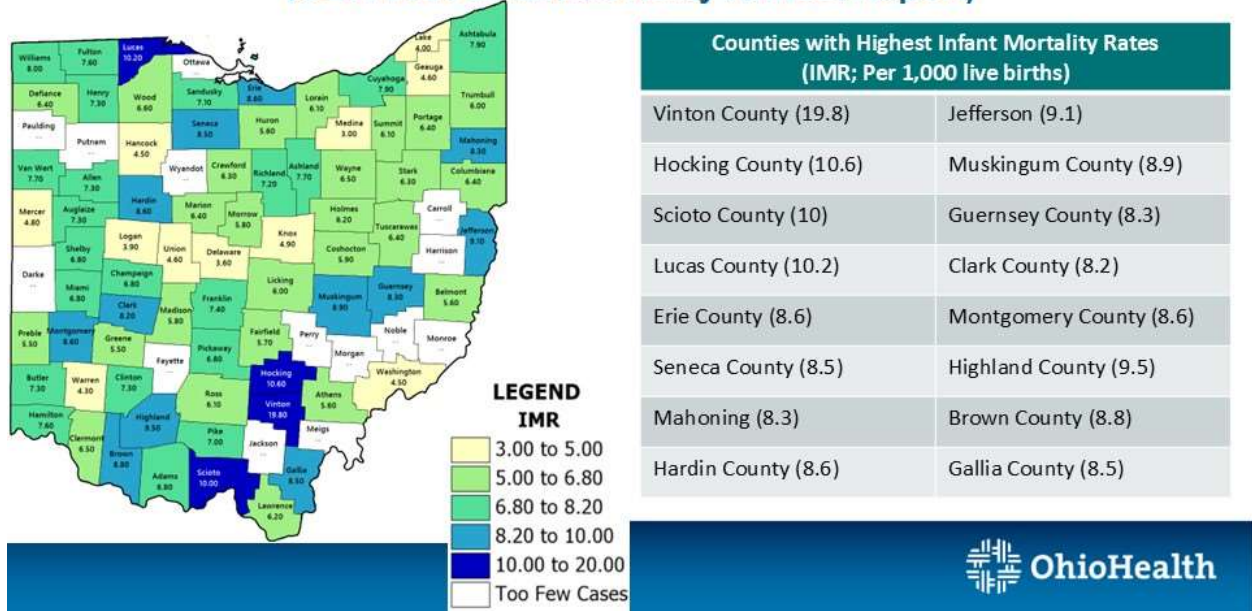 Lake
4.00
Ashtabula
7.90
Williams
8.00
Fulton
7.60
Lucas
10.20
Ottawa
...
Geauga
4.60
Cuyahoga
7.90
Defiance
6.40
Henry
7.30
Wood
6.60
Sandusky
7.10
Erie
8.60
Lorain
6.10
Trumbull
6.00
Paulding
...
Putnam
...
Hancock
4.50
Seneca
8.50
Huron
5.60
Medina
3.00
Summit
6.10
Portage
6.40
Mahoning
8.30
Van Wert
7.70
Allen
7.30
Wyandot
...
Crawford
6.30
Richland
7.20
Ashland
7.70
Wayne
6.50
Stark
6.30
Columbiana
6.40
Mercer
4.80
Auglaize
7.30
Hardin
8.60
Marion
6.40
Morrow
5.80
Holmes
6.20
Carroll
...
Tuscarawas
6.40
Jefferson
9.10
Logan
3.90
Union
4.60
Delaware
3.60
Knox
4.90
Coshocton
5.90
Harrison
...
Darke
...
Shelby
6.80
Champaign
6.80
Miami
6.80
Licking
6.00
Muskingum
8.90
Guernsey
8.30
Belmont
5.60
Clark
8.20
Madison
5.80
Franklin
7.40
Preble
5.50
Montgomery
8.60
Greene
5.50
Fayette
...
Pickaway
6.80
Fairfield
5.70
Perry
...
Morgan
...
Noble
...
Monroe
...
Butler
7.30
Warren
4.30
Clinton
7.30
Ross
6.10
Hocking
10.60
Vinton
19.80
Athens
5.60
Washington
4.50
Hamilton
7.60
Clermont
6.50
Highland
9.50
Brown
8.80
Pike
7.00
Jackson
...
Meigs
...
Adams
6.80
Scioto
10.00
Gallia
8.50
Lawrence
6.20
LEGEND
IMR
3.00 to 5.00
5.00 to 6.80
6.80 to 8.20
8.20 to 10.00
10.00 to 20.00
Too Few Cases
Counties with Highest Infant Mortality Rates
(IMR; Per 1,000 live births)
Vinton County (19.8) Jefferson (9.1)
Hocking County (10.6) Muskingum County (8.9)
Scioto County (10) Guernsey County (8.3)
Lucas County (10.2) Clark County (8.2)
Erie County (8.6) Montgomery County (8.6)
Seneca County (8.5) Highland County (9.5)
Mahoning (8.3) Brown County (8.8)
Hardin County (8.6) Gallia County (8.5)
OhioHealth